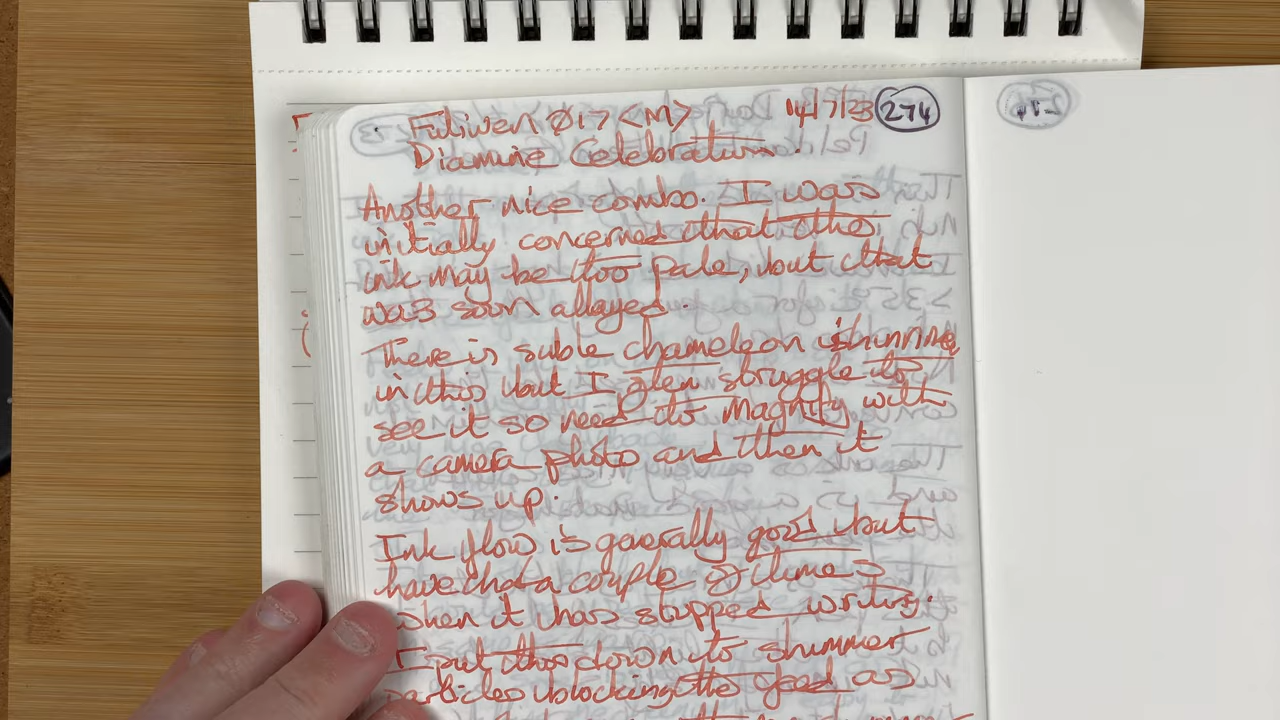 Fuliwen 017 <M> 14/7/23 274
Diamine Celebration.
Another nice combo. I was
initially concerned that the
ink may be too pale, but that
was soon allayed.
There is suble chameleon shimmer
in this but I often struggle to
see it so need to magnify with
a camera photo and then it
shows up.
Ink flow is generally good but
have had a couple of times
when it has stopped writing.
I put this down to shimmer
particles blocking the feed as